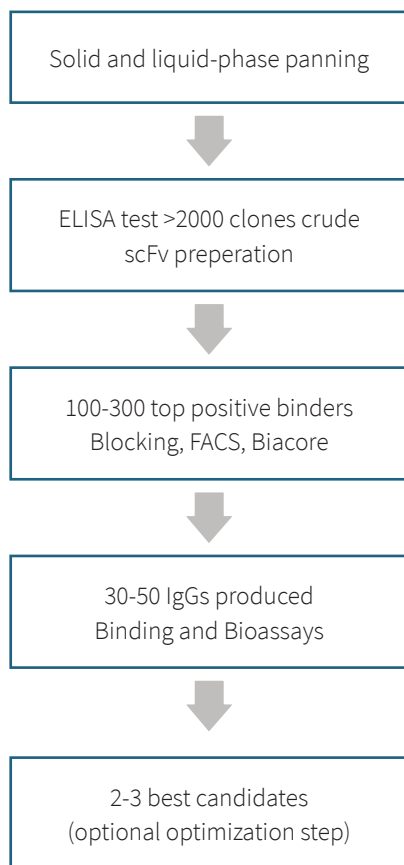 Solid and liquid-phase panning
ELISA test >2000 clones crude
scFv preperation
100-300 top positive binders
Blocking, FACS, Biacore
30-50 IgGs produced
Binding and Bioassays
2-3 best candidates
(optional optimization step)